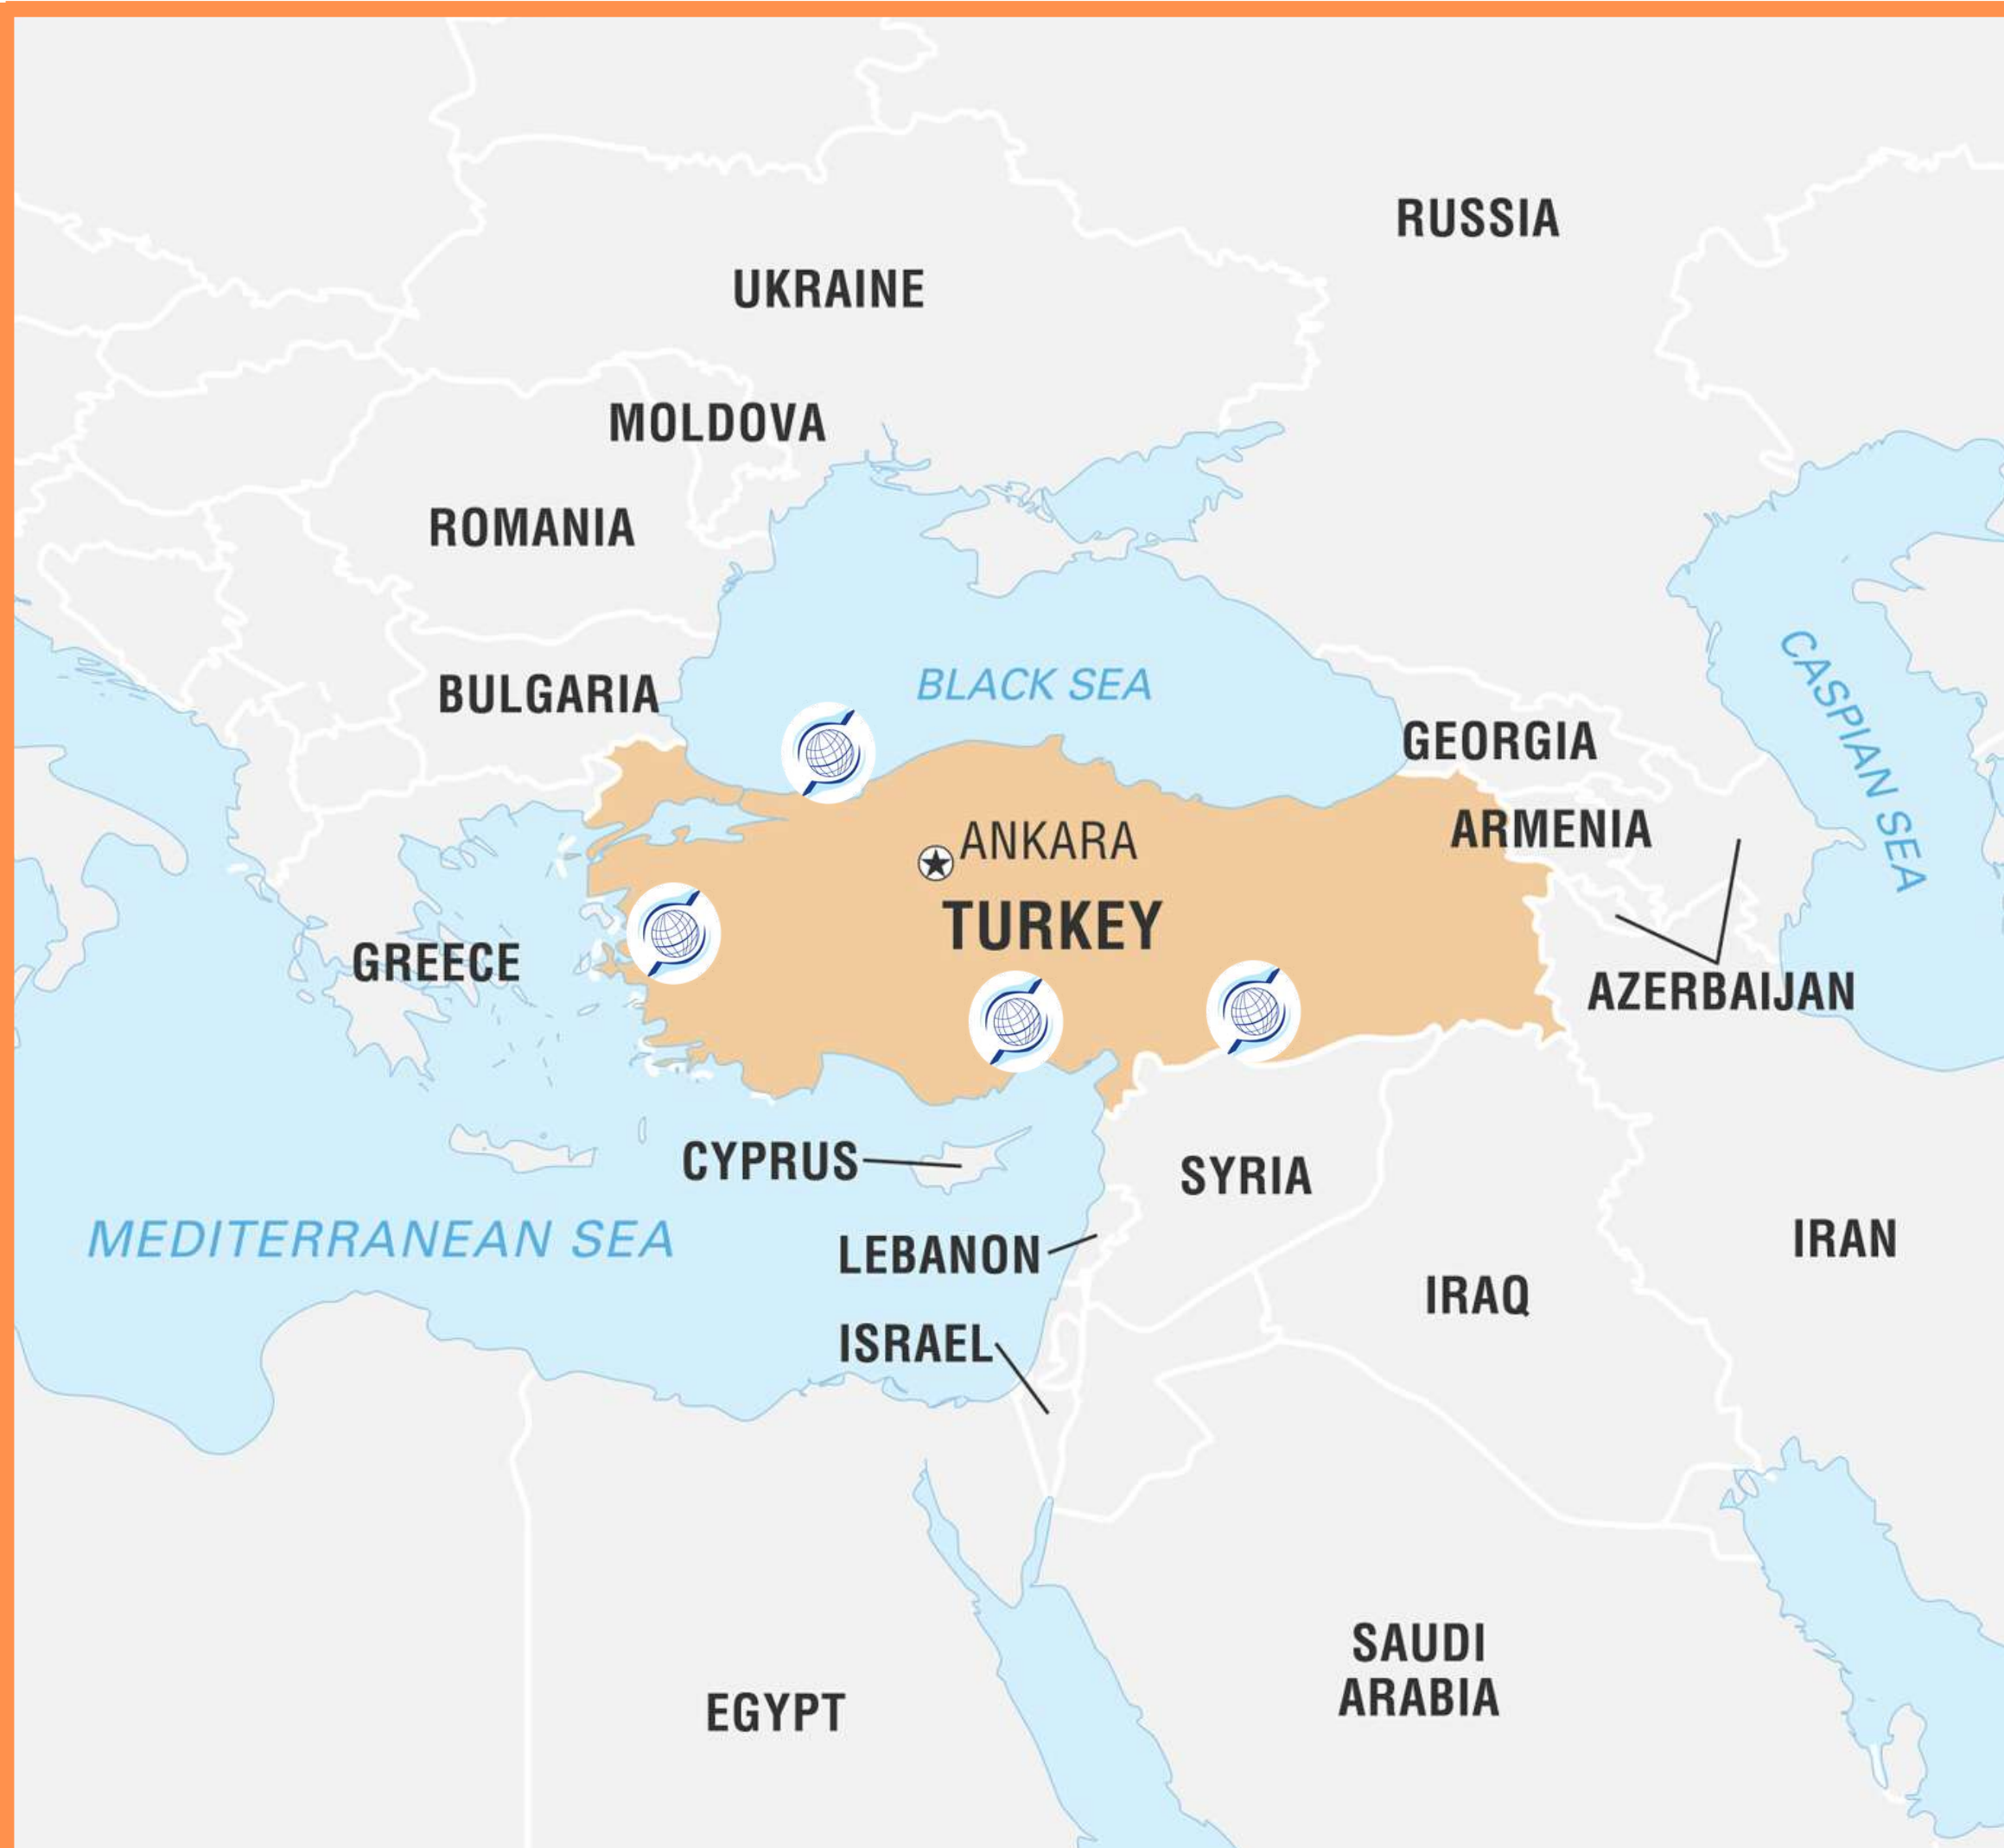 RUSSIA
UKRAINE
MOLDOVA
ROMANIA
BULGARIA
BLACK SEA
CASPIAN SEA
GEORGIA
ARMENIA
ANKARA
TURKEY
GREECE
AZERBAIJAN
CYPRUS
SYRIA
MEDITERRANEAN SEA
LEBANON
IRAN
IRAQ
ISRAEL
SAUDI
ARABIA
EGYPT